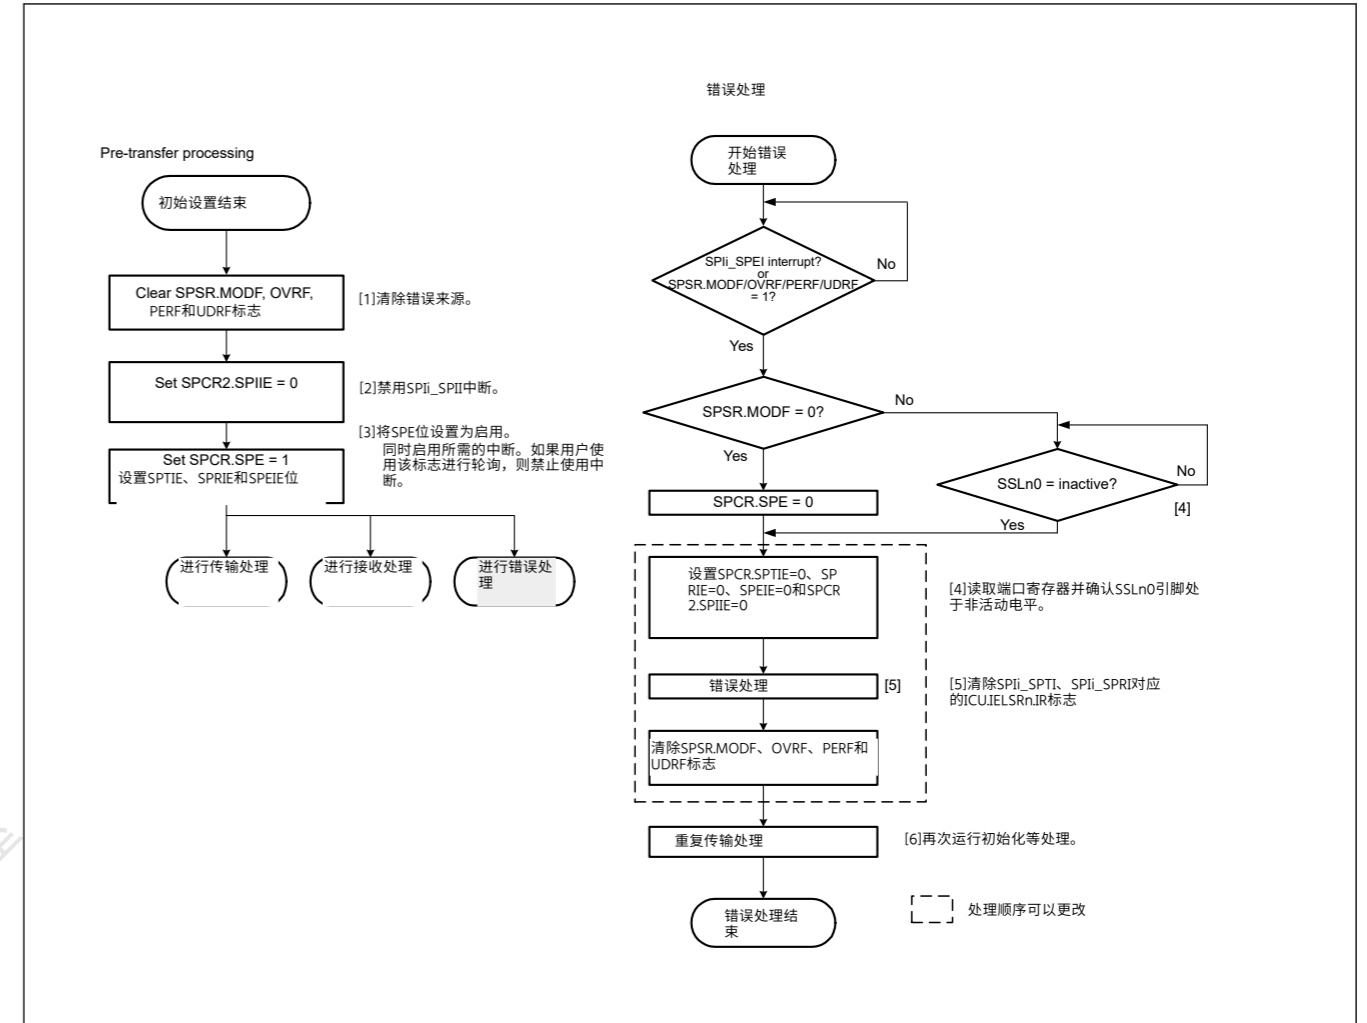 错误处理
Pre-transfer processing
初始设置结束
Clear SPSR.MODF, OVRF,
PERF和UDRF标志
[1]清除错误来源。
Set SPCR2.SPIIE = 0
[2]禁用SPIi_SPII中断。
[3]将SPE位设置为启用。
同时启用所需的中断。如果用户使
用该标志进行轮询，则禁止使用中
断。
Set SPCR.SPE = 1
设置SPTIE、SPRIE和SPEIE位
进行传输处理
进行接收处理
进行错误处
理
开始错误
处理
SPIi_SPEI interrupt?
or
SPSR.MODF/OVRF/PERF/UDRF
= 1?
No
Yes
SPSR.MODF = 0?
No
Yes
SSLn0 = inactive?
No
[4]
Yes
SPCR.SPE = 0
设置SPCR.SPTIE=0、SP
RIE=0、SPEIE=0和SPCR
2.SPIIE=0
[4]读取端口寄存器并确认SSLn0引脚处
于非活动电平。
错误处理
[5]
[5]清除SPIi_SPTI、SPIi_SPRI对应
的ICU.IELSRn.IR标志
清除SPSR.MODF、OVRF、PERF和
UDRF标志
重复传输处理
[6]再次运行初始化等处理。
错误处理结
束
处理顺序可以更改